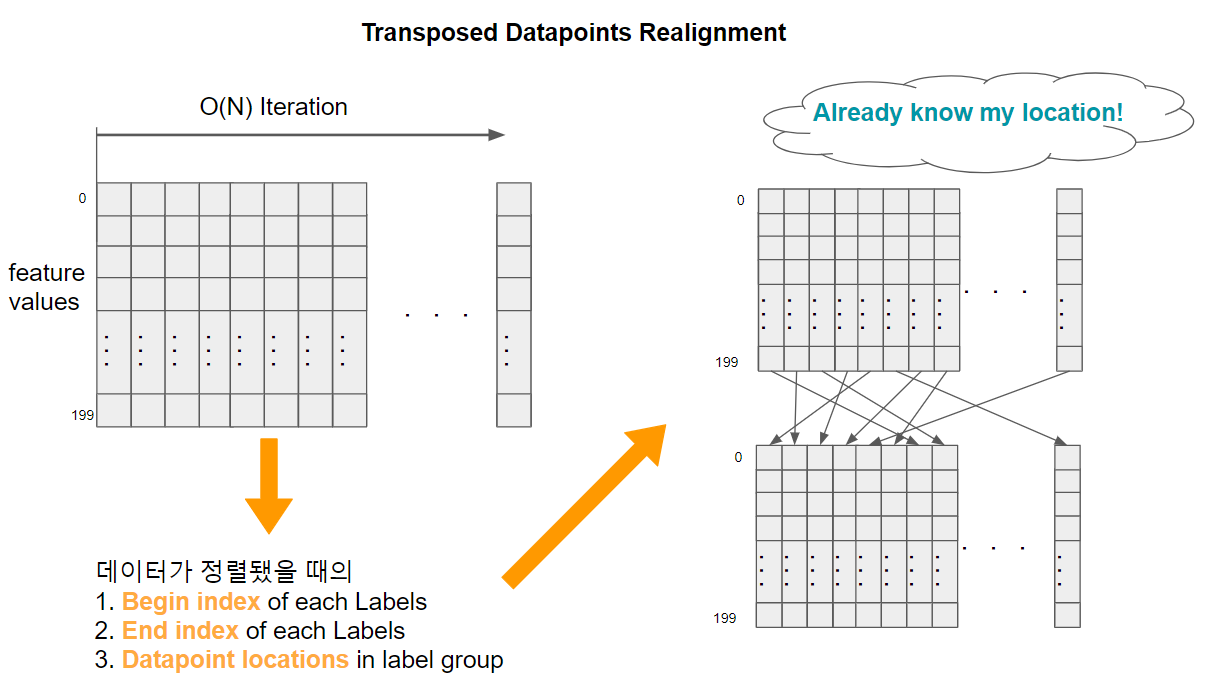 Transposed Datapoints Realignment
O(N) Iteration
0
feature
values
. . .
199
데이터가 정렬됐을 때의
1. Begin index of each Labels
2. End index of each Labels
3. Datapoint locations in label group
Already know my location!
0
. . .
199
0
. . .
199